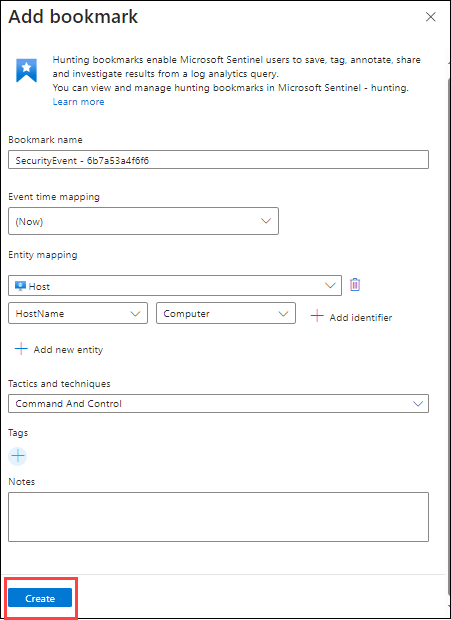 Add bookmark
Hunting bookmarks enable Microsoft Sentinel users to save, tag, annotate, share
and investigate results from a log analytics query.
You can view and manage hunting bookmarks in Microsoft Sentinel - hunting.
Learn more
Bookmark name
SecurityEvent - 6b7a53a4f6f6
Event time mapping
(Now)
Entity mapping
Host
HostName Computer Add identifier
Add new entity
Tactics and techniques
Command And Control
Tags
Notes
Create